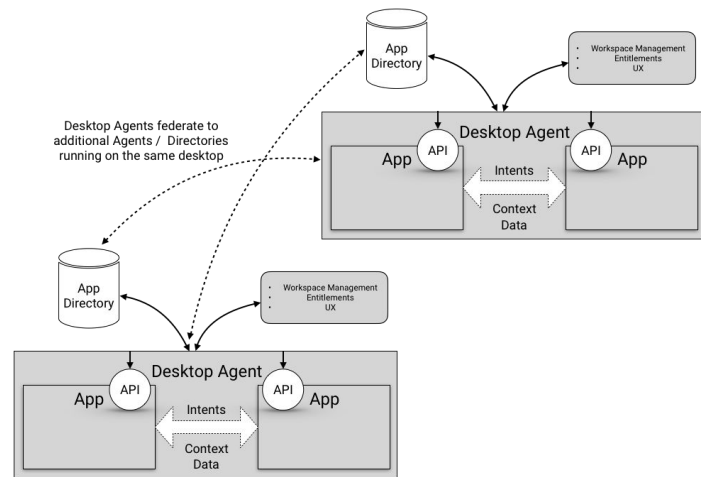 App
Directory
• Workspace Management
• Entitlements
• UX
Desktop Agents federate to
additional Agents / Directories
running on the same desktop
Desktop Agent
API
API
App
App
Intents
Context
Data
App
Directory
• Workspace Management
• Entitlements
• UX
Desktop Agent
API
API
App
App
Intents
Context
Data